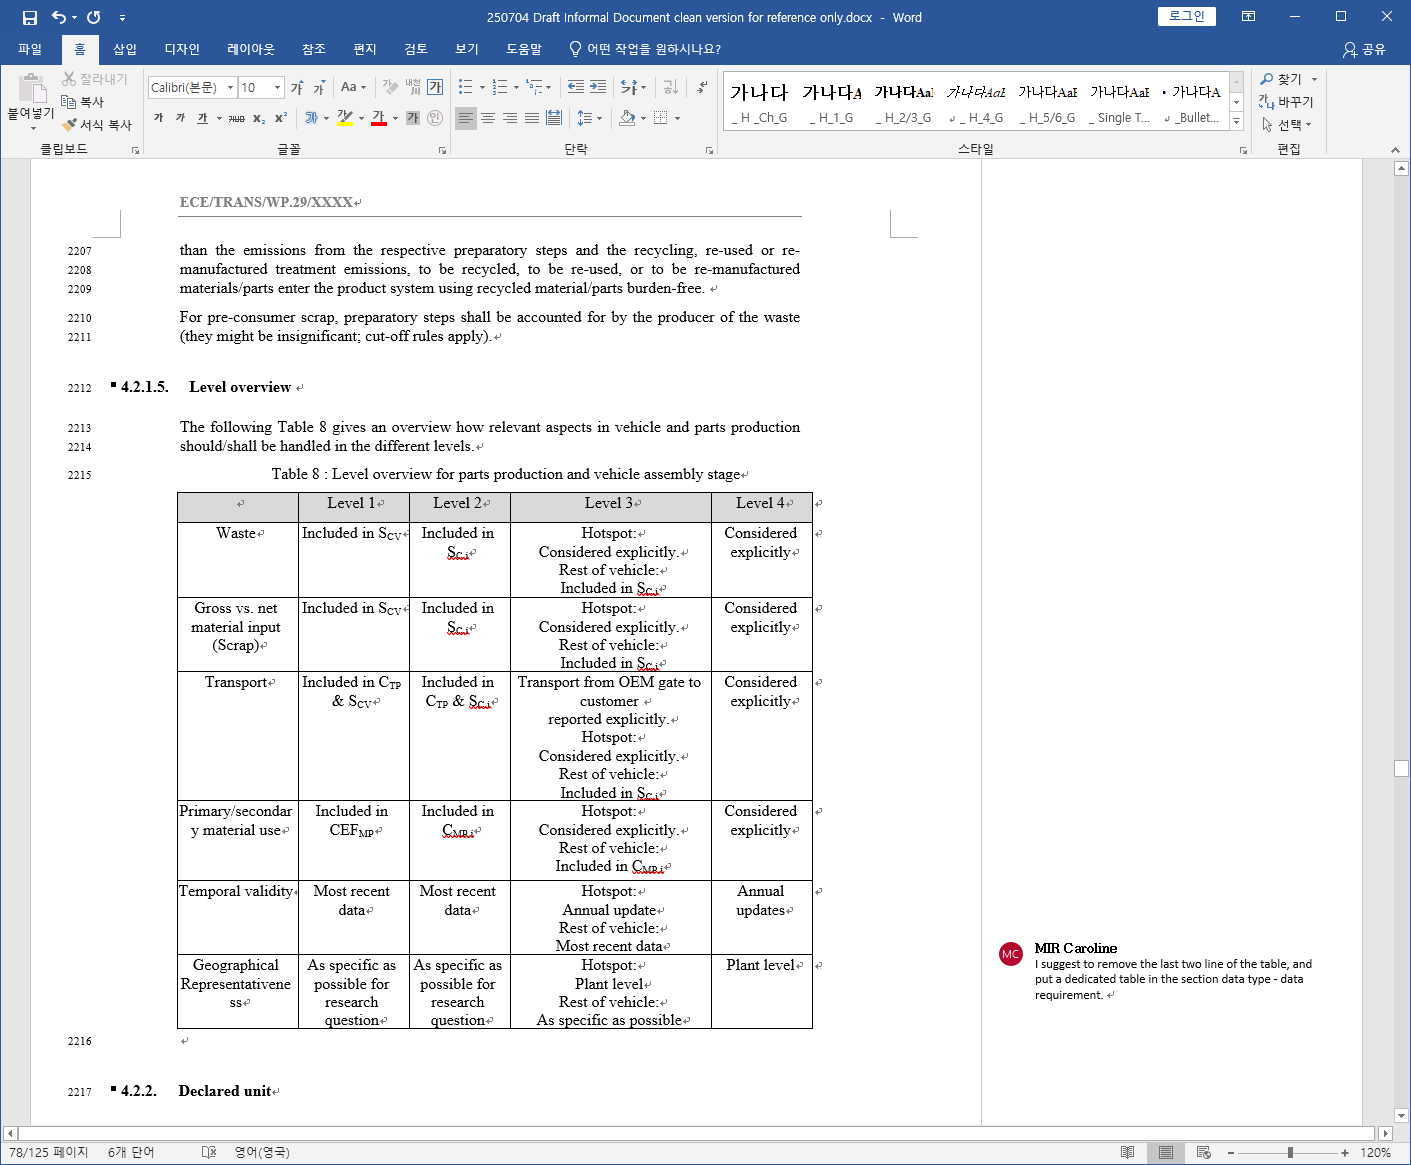 250704 Draft Informal Document clean version for reference only.docx - Word
로그인
파일 홈 삽입 디자인 레이아웃 참조 편지 검토 보기 도움말 어떤 작업을 원하시나요? 공유
붙여넣기
잘라내기
복사
서식 복사
클립보드
Calibri(본문) 10
글꼴
단락
가나다 가나다A 가나다AaI 가나다AaE 가나다AaE 가나다AaE 가나다A
_ H _Ch_G _ H_1_G _ H_2/3_G _ H_4_G _ H_5/6_G _ Single T... _Bullet...
스타일
찾기
바꾸기
선택
편집
ECE/TRANS/WP.29/XXXX
2207 than the emissions from the respective preparatory steps and the recycling, re-used or re-
2208 manufactured treatment emissions, to be recycled, to be re-used, or to be re-manufactured
2209 materials/parts enter the product system using recycled material/parts burden-free.
2210 For pre-consumer scrap, preparatory steps shall be accounted for by the producer of the waste
2211 (they might be insignificant; cut-off rules apply).
2212 4.2.1.5. Level overview
2213 The following Table 8 gives an overview how relevant aspects in vehicle and parts production
2214 should/shall be handled in the different levels.
2215 Table 8 : Level overview for parts production and vehicle assembly stage
Level 1 Level 2 Level 3 Level 4
Waste
Included in SCV
Included in
SC,i
Hotspot:
Considered explicitly.
Rest of vehicle:
Included in SC,i
Considered
explicitly
Gross vs. net
material input
(Scrap)
Included in SCV
Included in
SC,i
Hotspot:
Considered explicitly.
Rest of vehicle:
Included in SC,i
Considered
explicitly
Transport
Included in CTP
& SCV
Included in
CTP & SC,i
Transport from OEM gate to
customer
reported explicitly.
Hotspot:
Considered explicitly.
Rest of vehicle:
Included in SC,i
Considered
explicitly
Primary/secondar
y material use
Included in
CEFMP
Included in
CMP,i
Hotspot:
Considered explicitly.
Rest of vehicle:
Included in CMP,i
Considered
explicitly
Temporal validity
Most recent
data
Most recent
data
Hotspot:
Annual update
Rest of vehicle:
Most recent data
Annual
updates
Geographical
Representativene
ss
As specific as
possible for
research
question
As specific as
possible for
research
question
Hotspot:
Plant level
Rest of vehicle:
As specific as possible
Plant level
MC MIR Caroline
I suggest to remove the last two line of the table, and
put a dedicated table in the section data type - data
requirement.
2216
2217 4.2.2. Declared unit
78/125 페이지 6개 단어 영어(영국) 120%